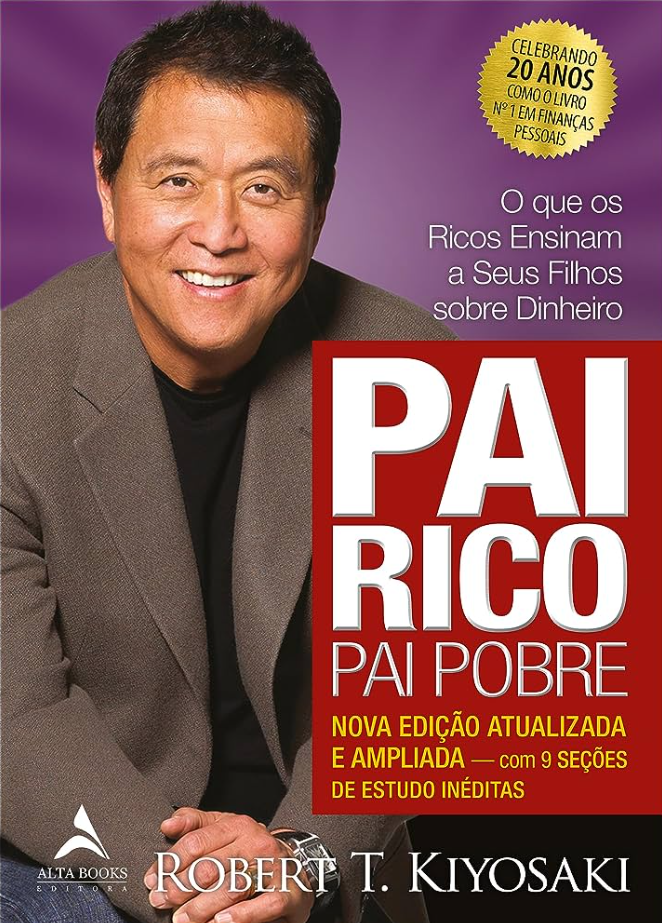 CELEBRANDO
20 ANOS
COMO O LIVRO
Nº 1 EM FINANÇAS
PESSOAIS
O que os
Ricos Ensinam
a Seus Filhos
sobre Dinheiro
PAI
RICO
PAI POBRE
NOVA EDIÇÃO ATUALIZADA
E AMPLIADA — com 9 SEÇÕES
DE ESTUDO INÉDITAS
ALTA BOOKS
EDITORA
ROBERT T. KIYOSAKI